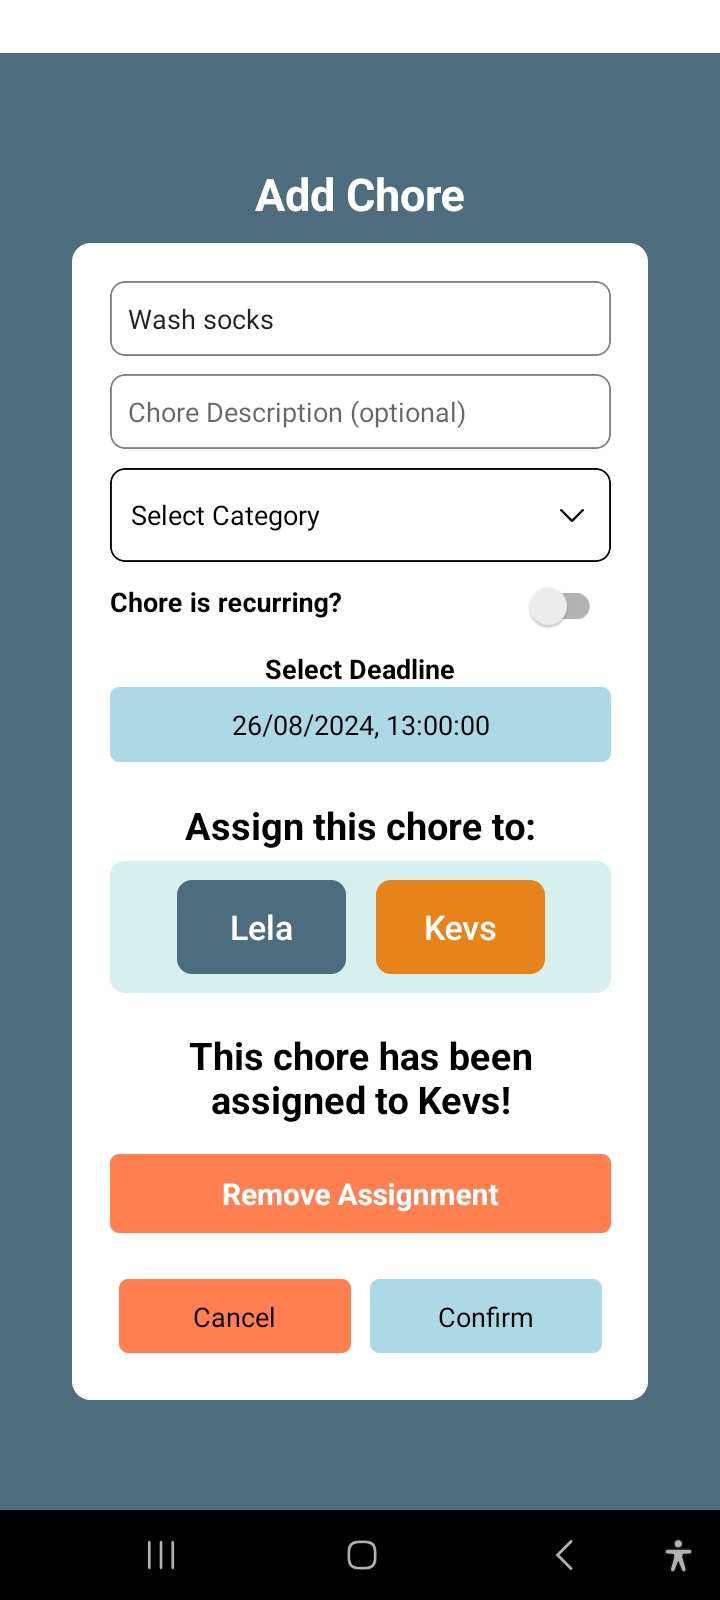 Add Chore
Wash socks
Chore Description (optional)
Select Category
Chore is recurring?
Select Deadline
26/08/2024, 13:00:00
Assign this chore to:
Lela
Kevs
This chore has been
assigned to Kevs!
Remove Assignment
Cancel
Confirm